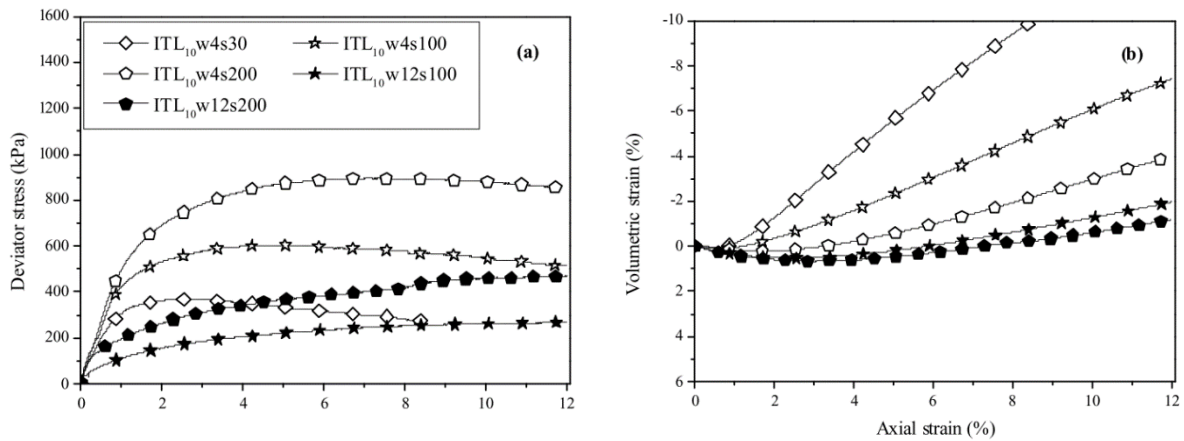 1600
1400
1200
1000
800
600
400
200
0
Deviator stress (kPa)
ITL10w4s30
ITL10w4s100
ITL10w4s200
ITL10w12s100
ITL10w12s200
(a)
0 2 4 6 8 10 12
-10
-8
-6
-4
-2
0
2
4
6
Volumetric strain (%)
(b)
0 2 4 6 8 10 12
Axial strain (%)